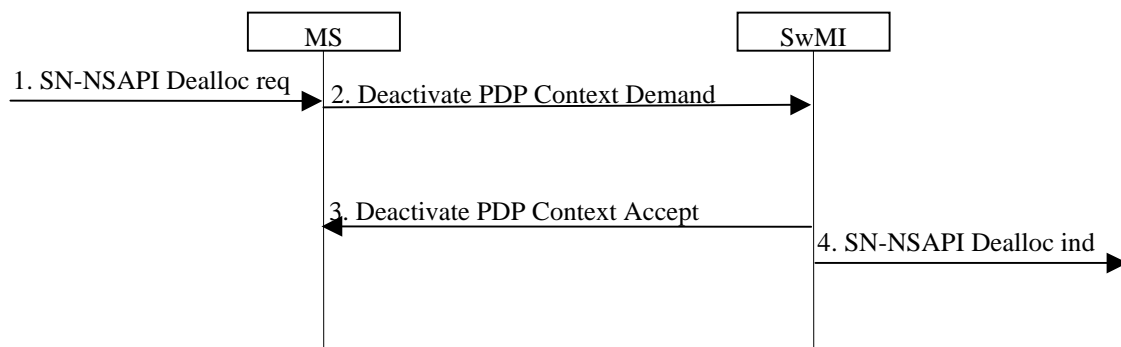 MS
SwMI
1. SN-NSAPI Dealloc req
2. Deactivate PDP Context Demand
3. Deactivate PDP Context Accept
4. SN-NSAPI Dealloc ind